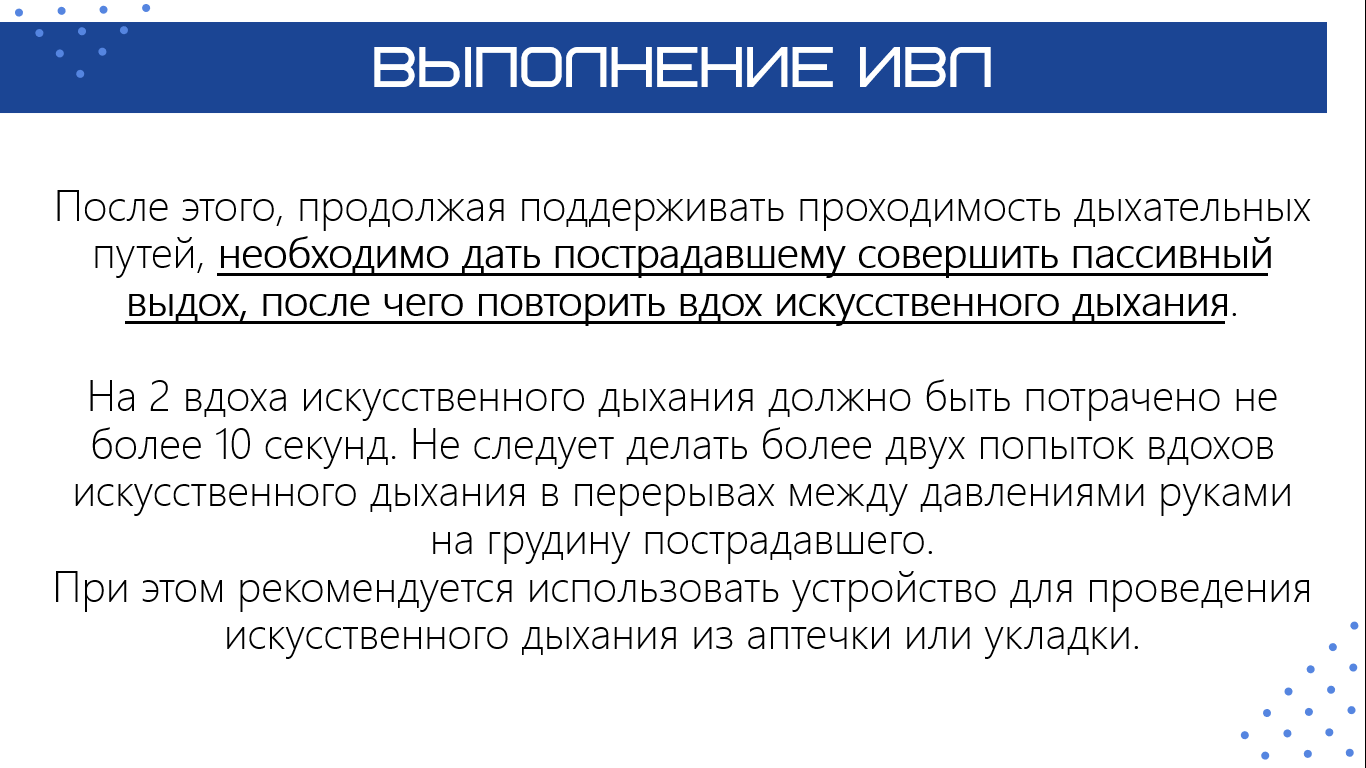 ВЫПОЛНЕНИЕ ИВЛ
После этого, продолжая поддерживать проходимость дыхательных
путей, необходимо дать пострадавшему совершить пассивный
выдох, после чего повторить вдох искусственного дыхания.
На 2 вдоха искусственного дыхания должно быть потрачено не
более 10 секунд. Не следует делать более двух попыток вдохов
искусственного дыхания в перерывах между давлениями руками
на грудину пострадавшего.
При этом рекомендуется использовать устройство для проведения
искусственного дыхания из аптечки или укладки.